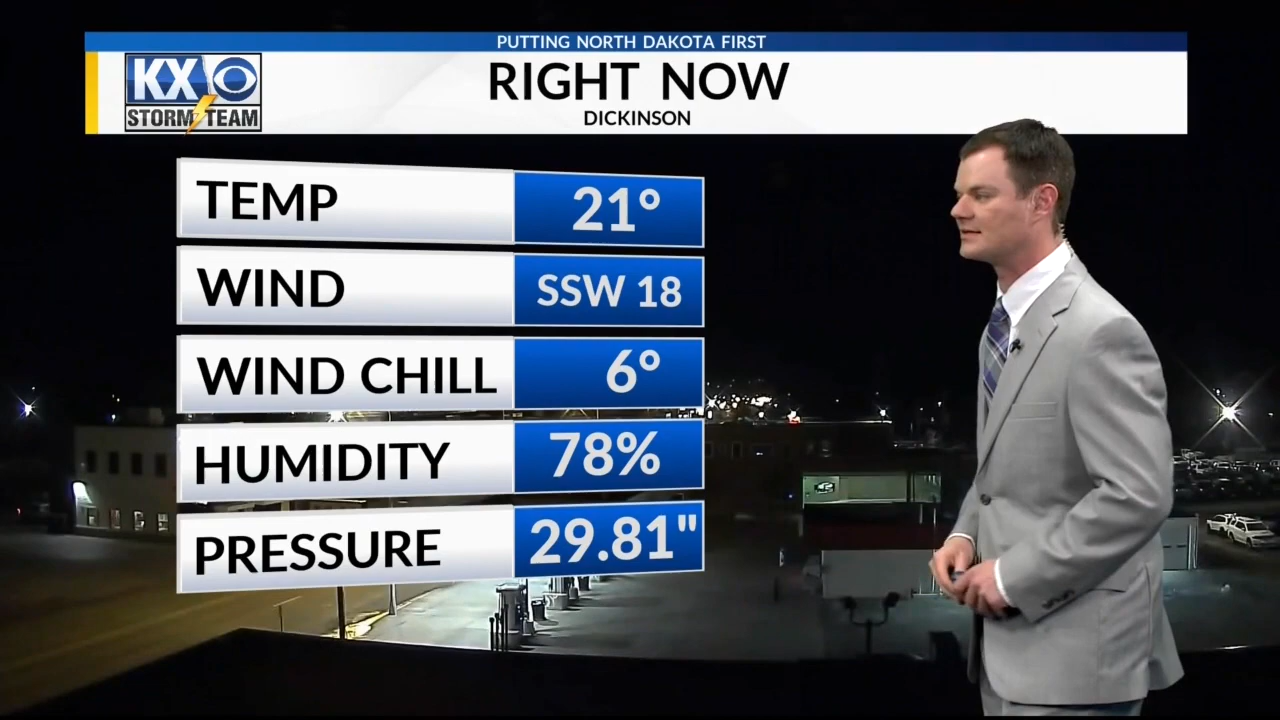 PUTTING NORTH DAKOTA FIRST
KX
STORM TEAM
RIGHT NOW
DICKINSON
TEMP 21°
WIND SSW 18
WIND CHILL 6°
HUMIDITY 78%
PRESSURE 29.81"